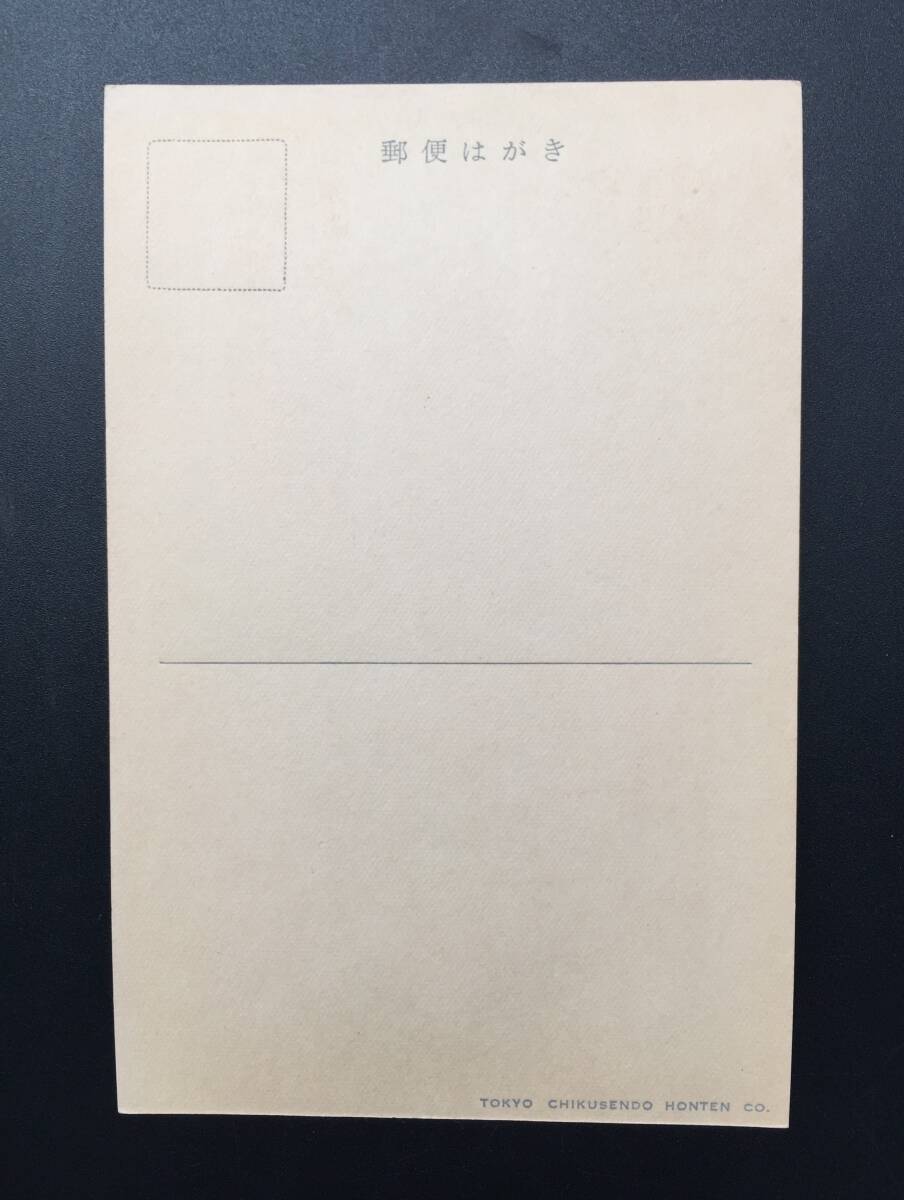 郵便はがき
TOKYO CHIKUSENDO HONTEN CO.